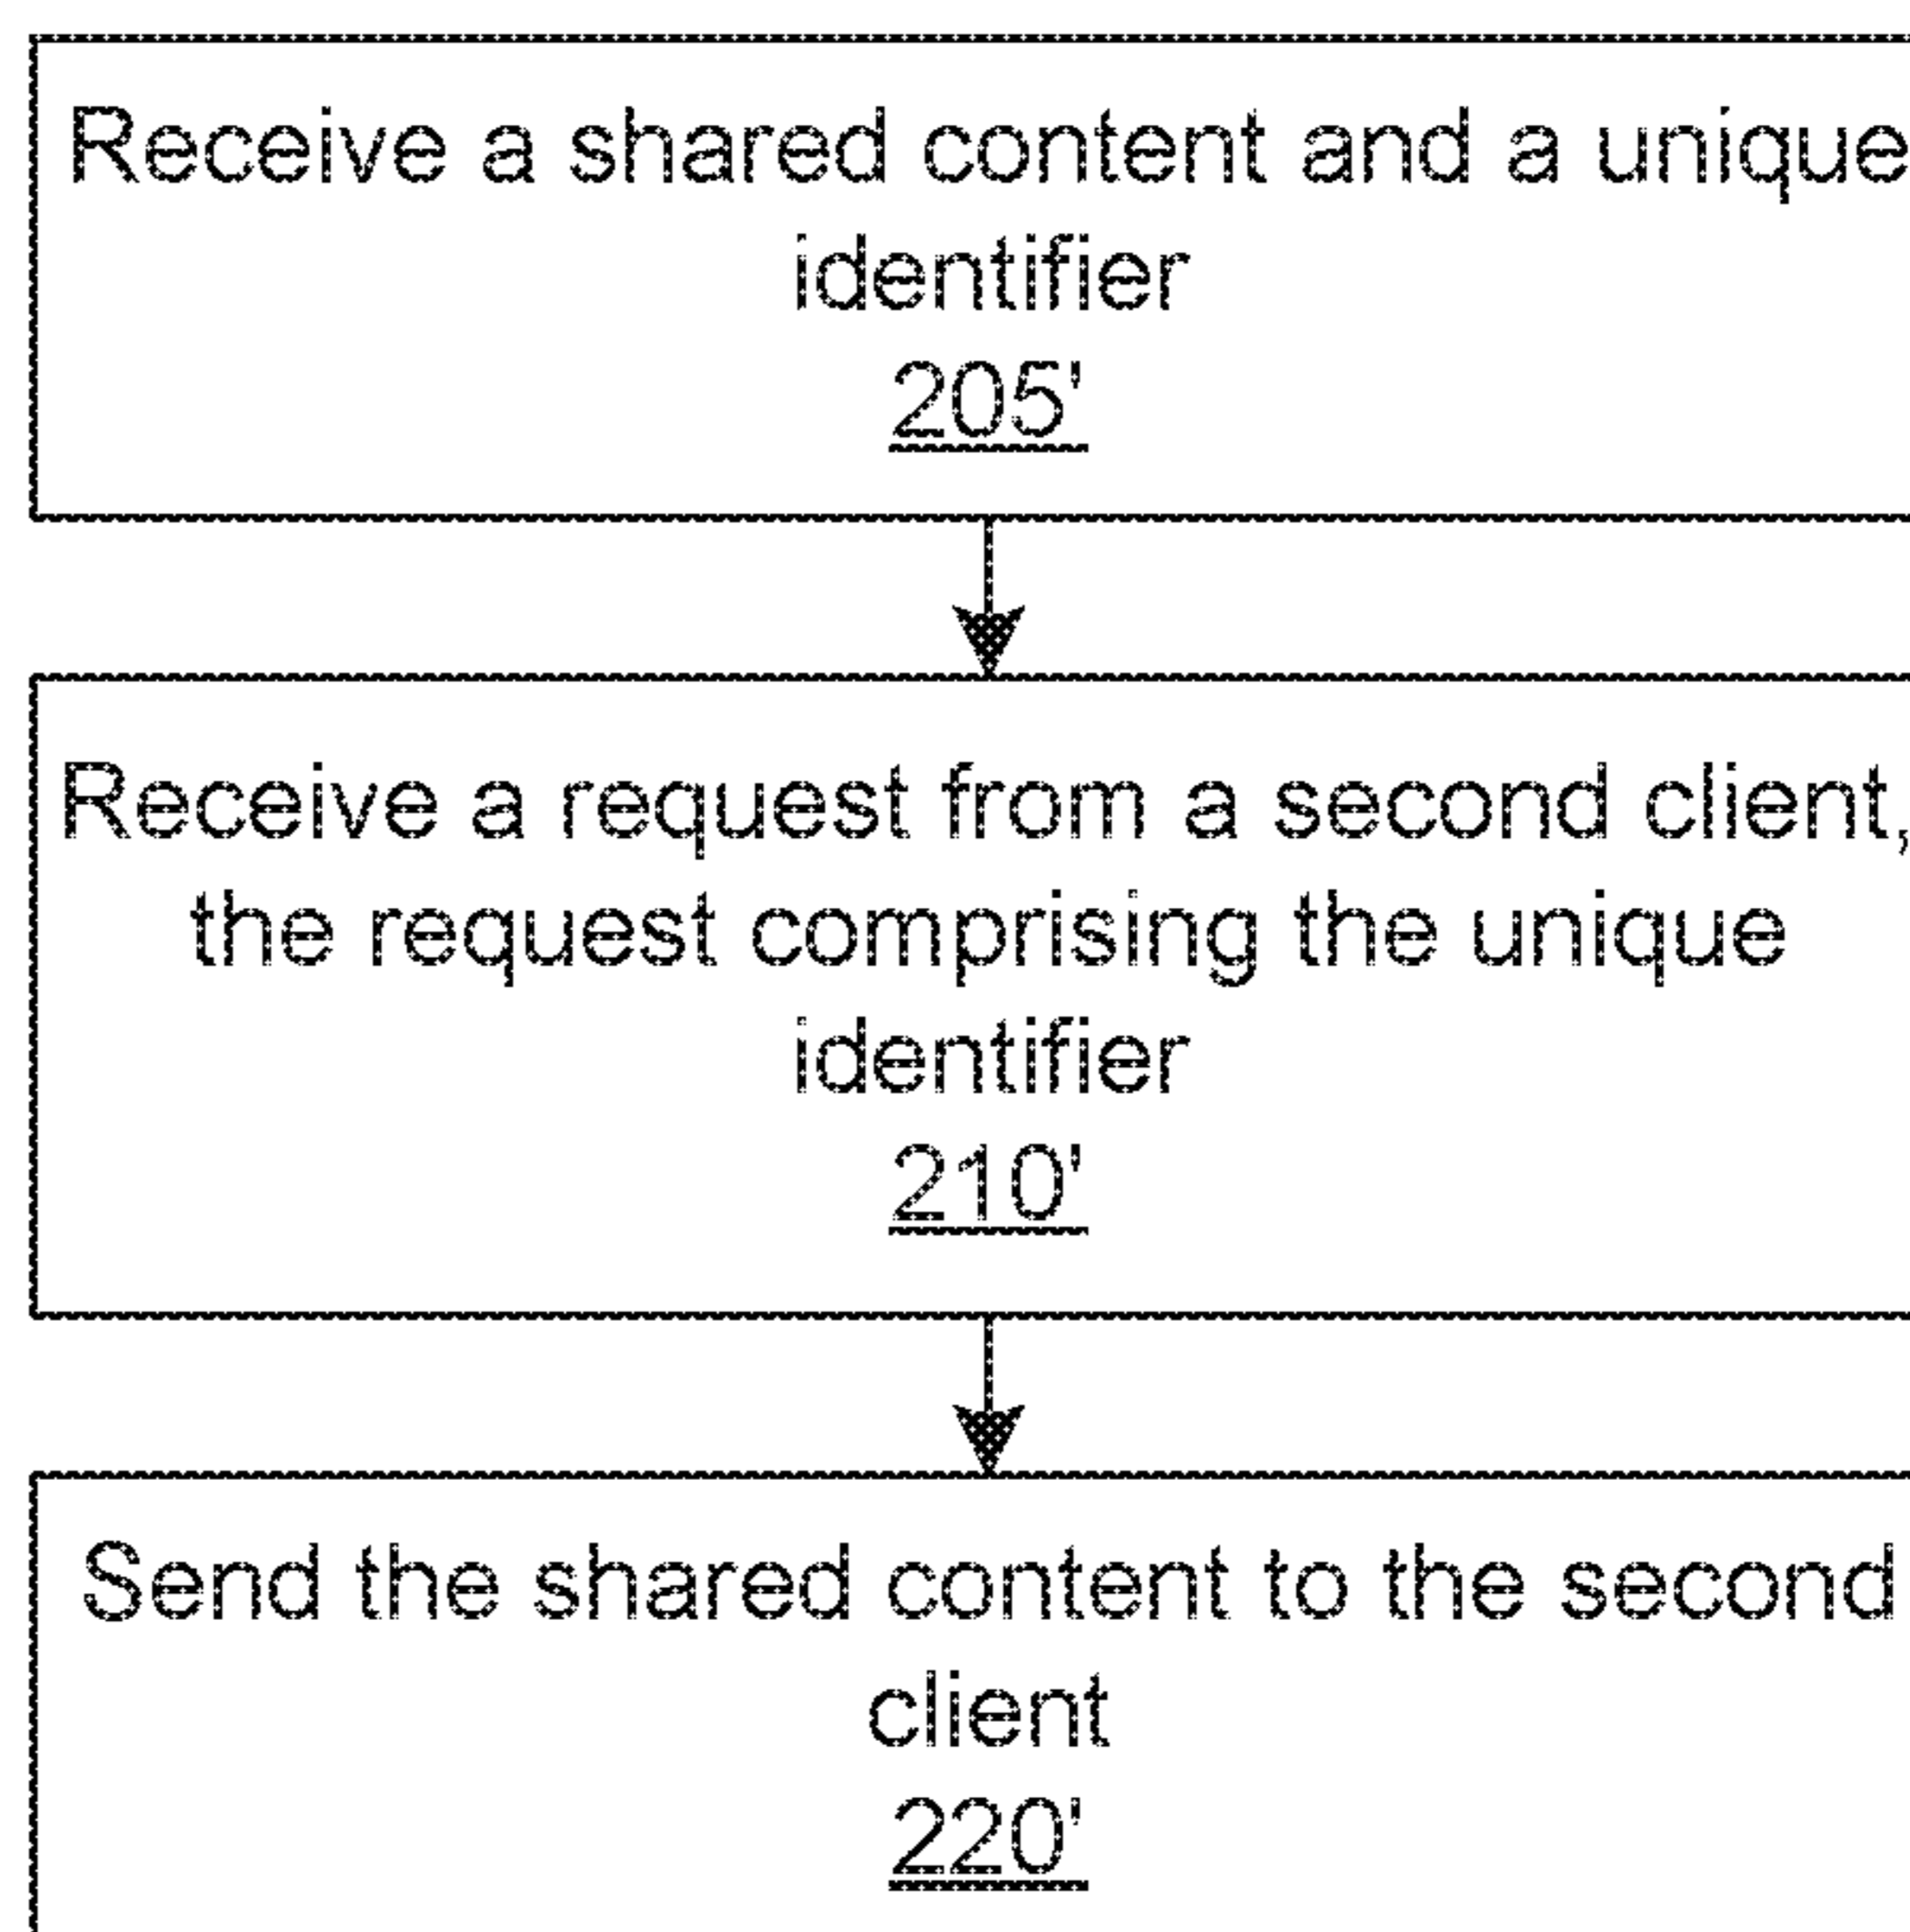 Receive a shared content and a unique
identifier
205'
Receive a request from a second client,
the request comprising the unique
identifier
210'
Send the shared content to the second
client
220'